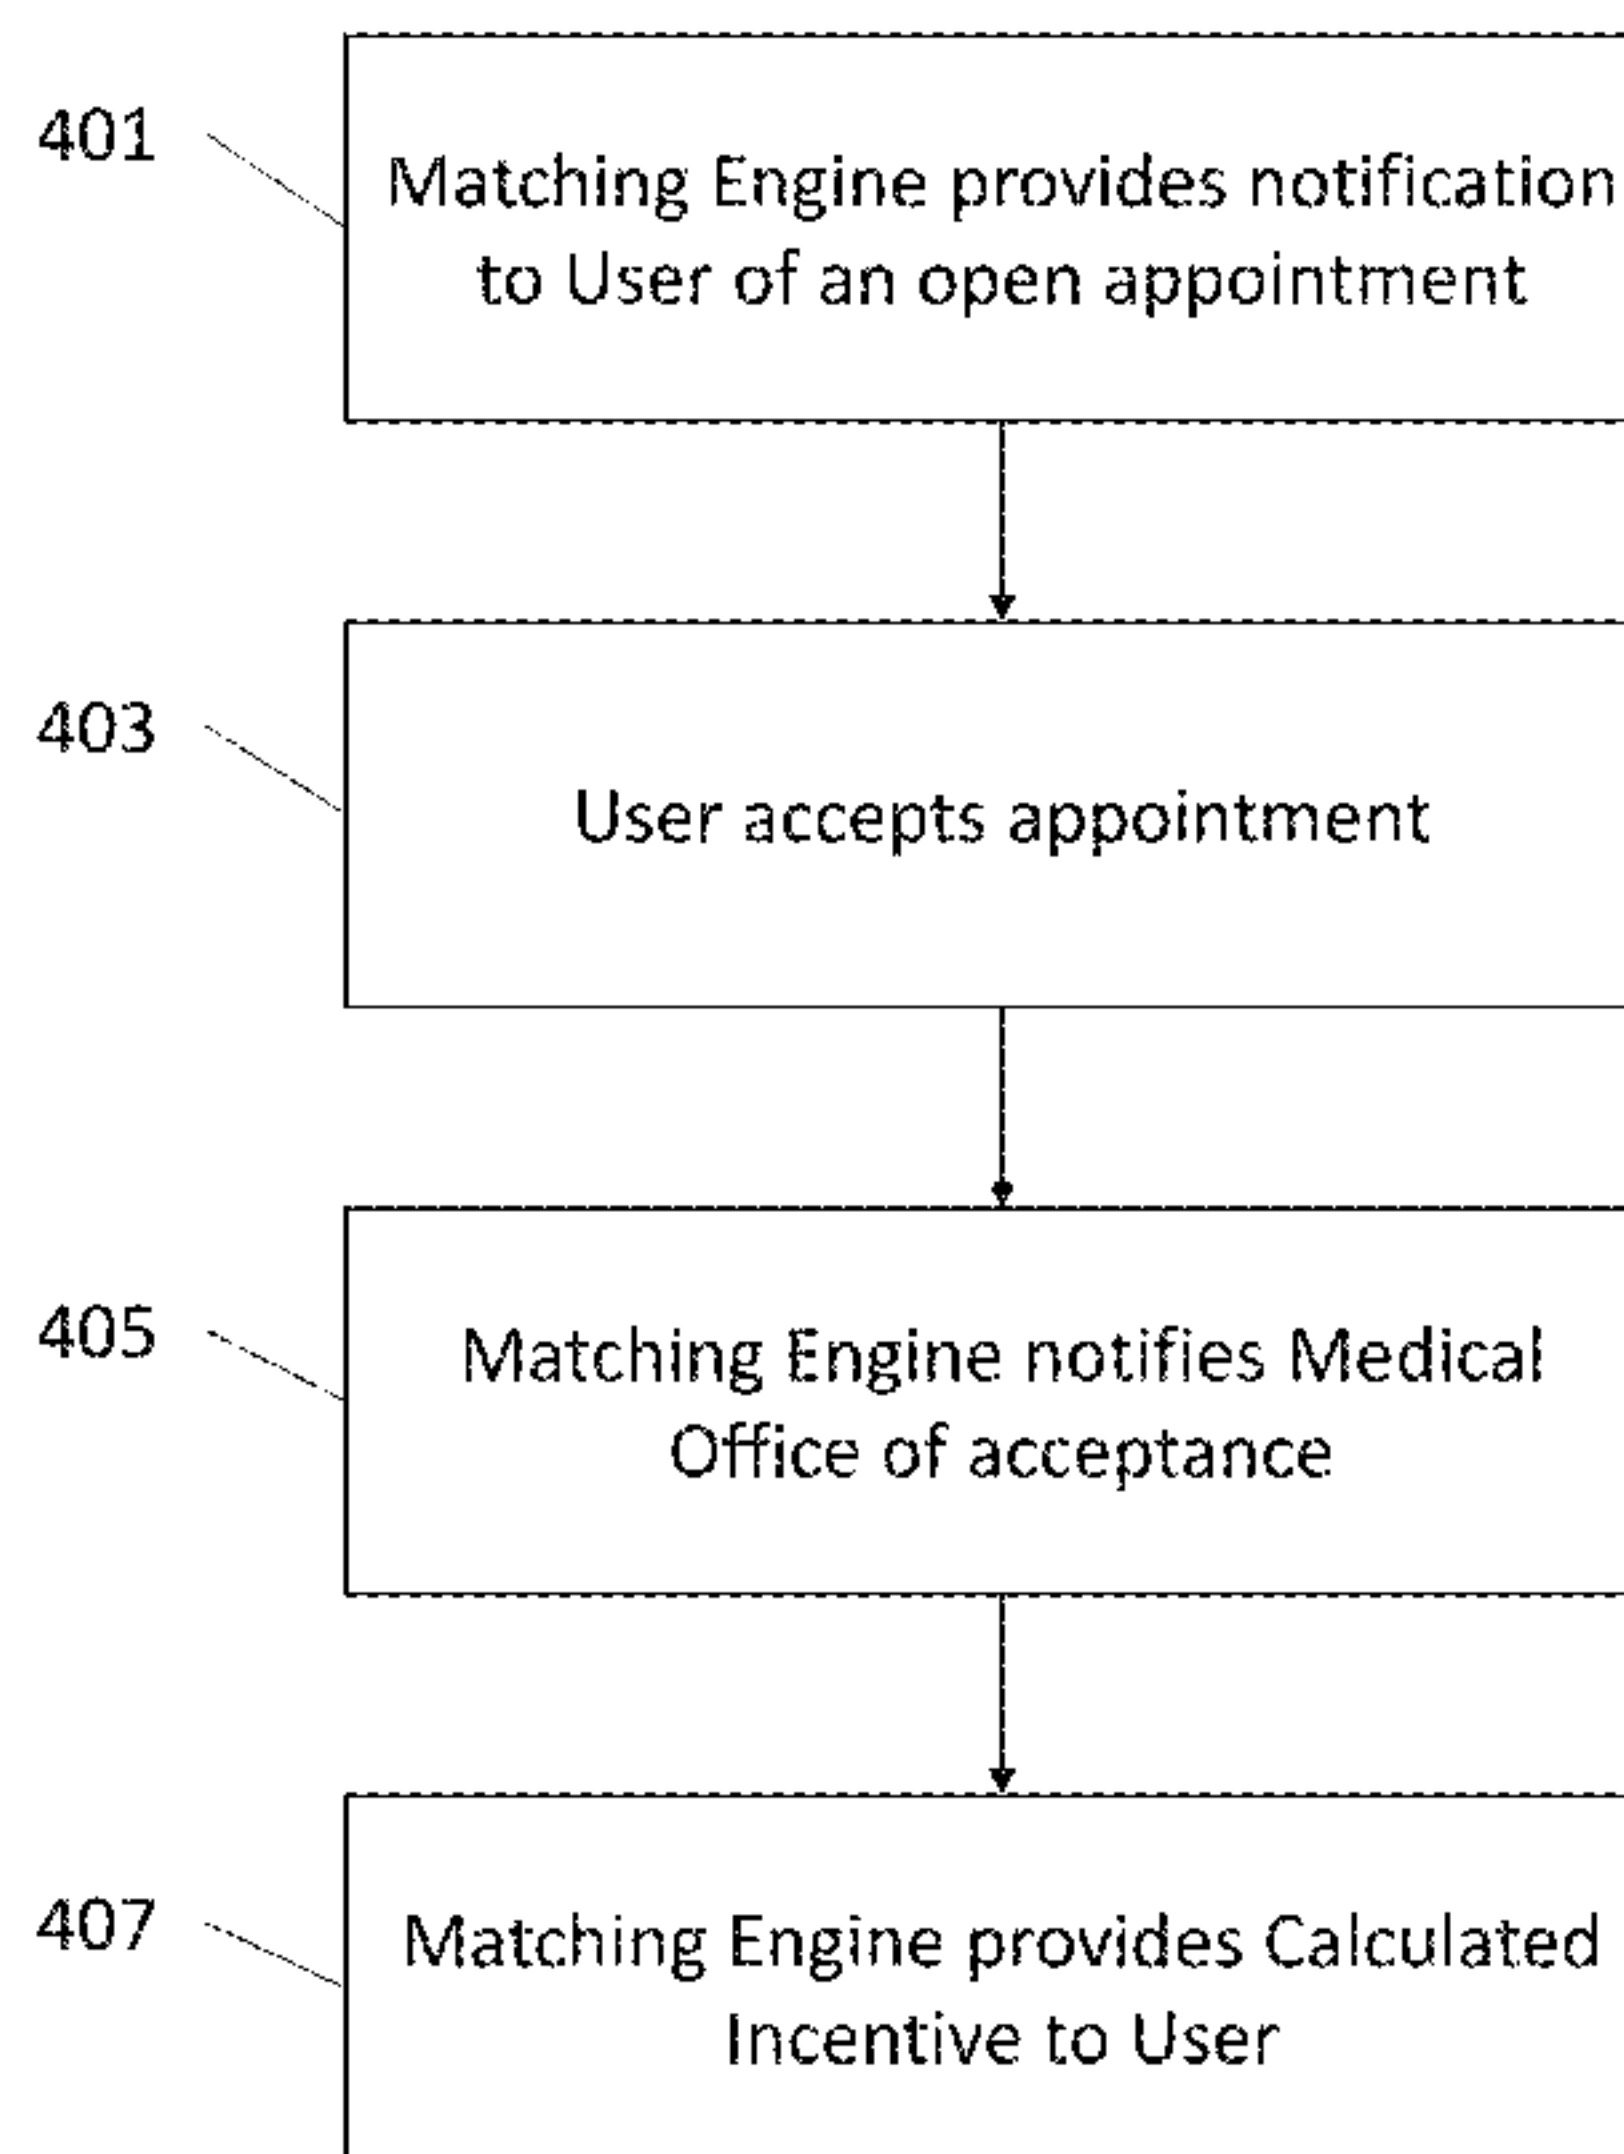 401
Matching Engine provides notification
to User of an open appointment
403
User accepts appointment
405
Matching Engine notifies Medical
Office of acceptance
407
Matching Engine provides Calculated
Incentive to User